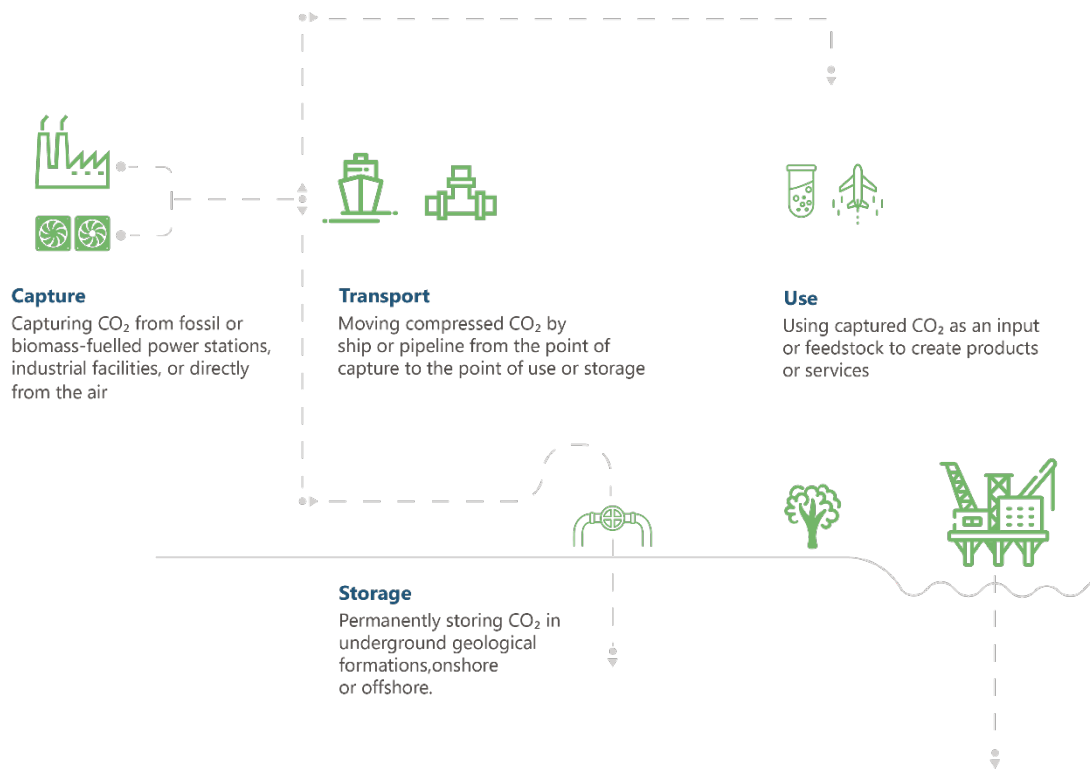 Capture
Capturing CO₂ from fossil or
biomass-fuelled power stations,
industrial facilities, or directly
from the air
Transport
Moving compressed CO₂ by
ship or pipeline from the point of
capture to the point of use or storage
Use
Using captured CO₂ as an input
or feedstock to create products
or services
Storage
Permanently storing CO₂ in
underground geological
formations,onshore
or offshore.